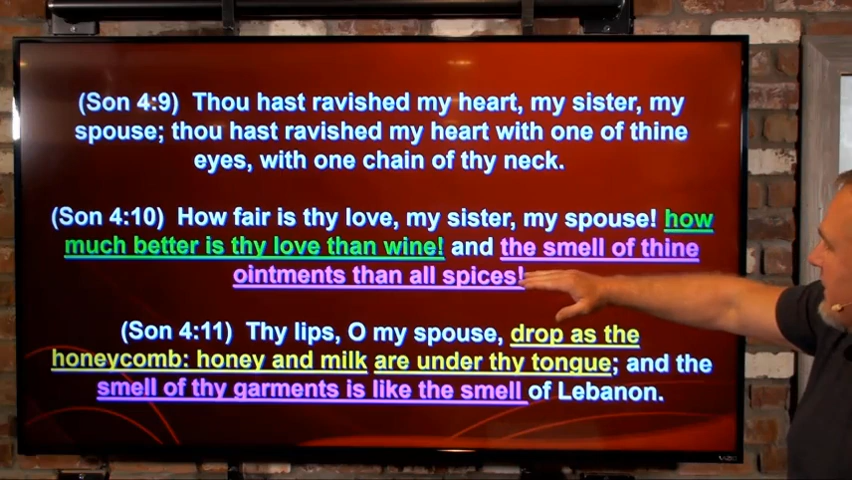 (Son 4:9) Thou hast ravished my heart, my sister, my
spouse; thou hast ravished my heart with one of thine
eyes, with one chain of thy neck.
(Son 4:10) How fair is thy love, my sister, my spouse! how
much better is thy love than wine! and the smell of thine
ointments than all spices!
(Son 4:11) Thy lips, O my spouse, drop as the
honeycomb: honey and milk are under thy tongue; and the
smell of thy garments is like the smell of Lebanon.
VIZIO